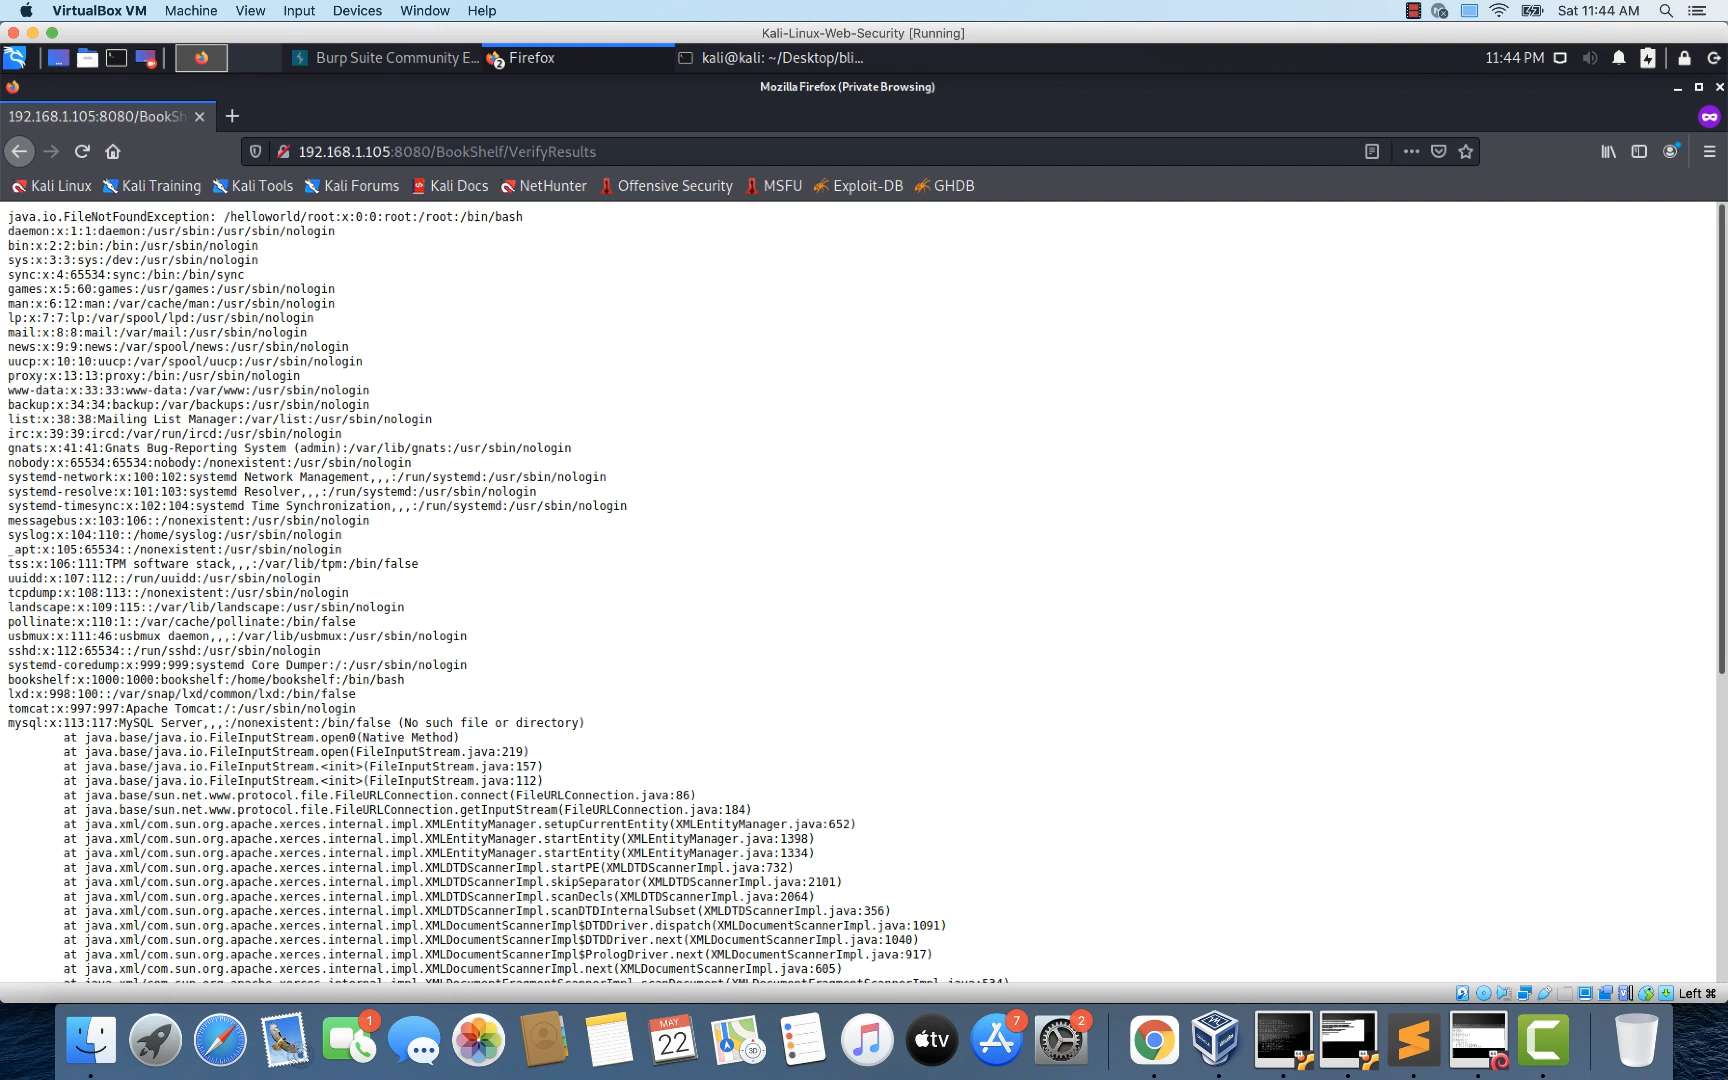 VirtualBox VM Machine View Input Devices Window Help Sat 11:44 AM
Kali-Linux-Web-Security [Running]
Burp Suite Community E... Firefox kali@kali: ~/Desktop/bli... 11:44 PM
2
Mozilla Firefox (Private Browsing)
192.168.1.105:8080/BookSh
192.168.1.105:8080/BookShelf/VerifyResults
Kali Linux Kali Training Kali Tools Kali Forums Kali Docs NetHunter Offensive Security MSFU Exploit-DB GHDB
java.io.FileNotFoundException: /helloworld/root:x:0:0:root:/root:/bin/bash
daemon:x:1:1:daemon:/usr/sbin:/usr/sbin/nologin
bin:x:2:2:bin:/bin:/usr/sbin/nologin
sys:x:3:3:sys:/dev:/usr/sbin/nologin
sync:x:4:65534:sync:/bin:/bin/sync
games:x:5:60:games:/usr/games:/usr/sbin/nologin
man:x:6:12:man:/var/cache/man:/usr/sbin/nologin
lp:x:7:7:lp:/var/spool/lpd:/usr/sbin/nologin
mail:x:8:8:mail:/var/mail:/usr/sbin/nologin
news:x:9:9:news:/var/spool/news:/usr/sbin/nologin
uucp:x:10:10:uucp:/var/spool/uucp:/usr/sbin/nologin
proxy:x:13:13:proxy:/bin:/usr/sbin/nologin
www-data:x:33:33:www-data:/var/www:/usr/sbin/nologin
backup:x:34:34:backup:/var/backups:/usr/sbin/nologin
list:x:38:38:Mailing List Manager:/var/list:/usr/sbin/nologin
irc:x:39:39:ircd:/var/run/ircd:/usr/sbin/nologin
gnats:x:41:41:Gnats Bug-Reporting System (admin):/var/lib/gnats:/usr/sbin/nologin
nobody:x:65534:65534:nobody:/nonexistent:/usr/sbin/nologin
systemd-network:x:100:102:systemd Network Management,,,:/run/systemd:/usr/sbin/nologin
systemd-resolve:x:101:103:systemd Resolver,,,:/run/systemd:/usr/sbin/nologin
systemd-timesync:x:102:104:systemd Time Synchronization,,,:/run/systemd:/usr/sbin/nologin
messagebus:x:103:106::/nonexistent:/usr/sbin/nologin
syslog:x:104:110::/home/syslog:/usr/sbin/nologin
_apt:x:105:65534::/nonexistent:/usr/sbin/nologin
tss:x:106:111:TPM software stack,,,:/var/lib/tpm:/bin/false
uuidd:x:107:112::/run/uuidd:/usr/sbin/nologin
tcpdump:x:108:113::/nonexistent:/usr/sbin/nologin
landscape:x:109:115::/var/lib/landscape:/usr/sbin/nologin
pollinate:x:110:1::/var/cache/pollinate:/bin/false
usbmux:x:111:46:usbmux daemon,,,:/var/lib/usbmux:/usr/sbin/nologin
sshd:x:112:65534::/run/sshd:/usr/sbin/nologin
systemd-coredump:x:999:999:systemd Core Dumper:/:/usr/sbin/nologin
bookshelf:x:1000:1000:bookshelf:/home/bookshelf:/bin/bash
lxd:x:998:100::/var/snap/lxd/common/lxd:/bin/false
tomcat:x:997:997:Apache Tomcat:/:/usr/sbin/nologin
mysql:x:113:117:MySQL Server,,,:/nonexistent:/bin/false (No such file or directory)
at java.base/java.io.FileInputStream.open0(Native Method)
at java.base/java.io.FileInputStream.open(FileInputStream.java:219)
at java.base/java.io.FileInputStream.<init>(FileInputStream.java:157)
at java.base/java.io.FileInputStream.<init>(FileInputStream.java:112)
at java.base/sun.net.www.protocol.file.FileURLConnection.connect(FileURLConnection.java:86)
at java.base/sun.net.www.protocol.file.FileURLConnection.getInputStream(FileURLConnection.java:184)
at java.xml/com.sun.org.apache.xerces.internal.impl.XMLEntityManager.setupCurrentEntity(XMLEntityManager.java:652)
at java.xml/com.sun.org.apache.xerces.internal.impl.XMLEntityManager.startEntity(XMLEntityManager.java:1398)
at java.xml/com.sun.org.apache.xerces.internal.impl.XMLEntityManager.startEntity(XMLEntityManager.java:1334)
at java.xml/com.sun.org.apache.xerces.internal.impl.XMLDTDScannerImpl.startPE(XMLDTDScannerImpl.java:732)
at java.xml/com.sun.org.apache.xerces.internal.impl.XMLDTDScannerImpl.skipSeparator(XMLDTDScannerImpl.java:2101)
at java.xml/com.sun.org.apache.xerces.internal.impl.XMLDTDScannerImpl.scanDecls(XMLDTDScannerImpl.java:2064)
at java.xml/com.sun.org.apache.xerces.internal.impl.XMLDTDScannerImpl.scanDTDInternalSubset(XMLDTDScannerImpl.java:356)
at java.xml/com.sun.org.apache.xerces.internal.impl.XMLDocumentScannerImpl$DTDDriver.dispatch(XMLDocumentScannerImpl.java:1091)
at java.xml/com.sun.org.apache.xerces.internal.impl.XMLDocumentScannerImpl$DTDDriver.next(XMLDocumentScannerImpl.java:1040)
at java.xml/com.sun.org.apache.xerces.internal.impl.XMLDocumentScannerImpl$PrologDriver.next(XMLDocumentScannerImpl.java:917)
at java.xml/com.sun.org.apache.xerces.internal.impl.XMLDocumentScannerImpl.next(XMLDocumentScannerImpl.java:605)
Left ⌘
1 MAY 22 3D tv 7 2